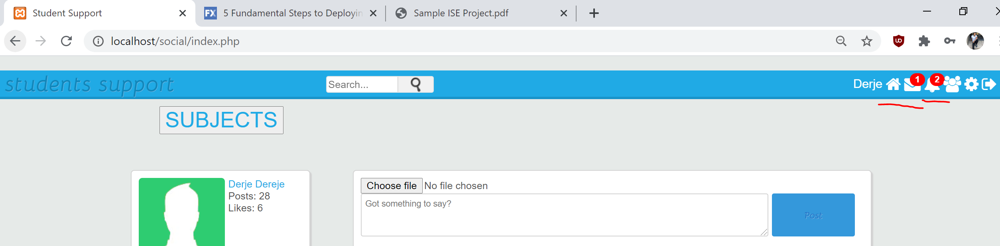 Student Support
5 Fundamental Steps to Deployin
Sample ISE Project.pdf
localhost/social/index.php
students support
Search...
Derje
1
2
SUBJECTS
Derje Dereje
Posts: 28
Likes: 6
Choose file No file chosen
Got something to say?
Post